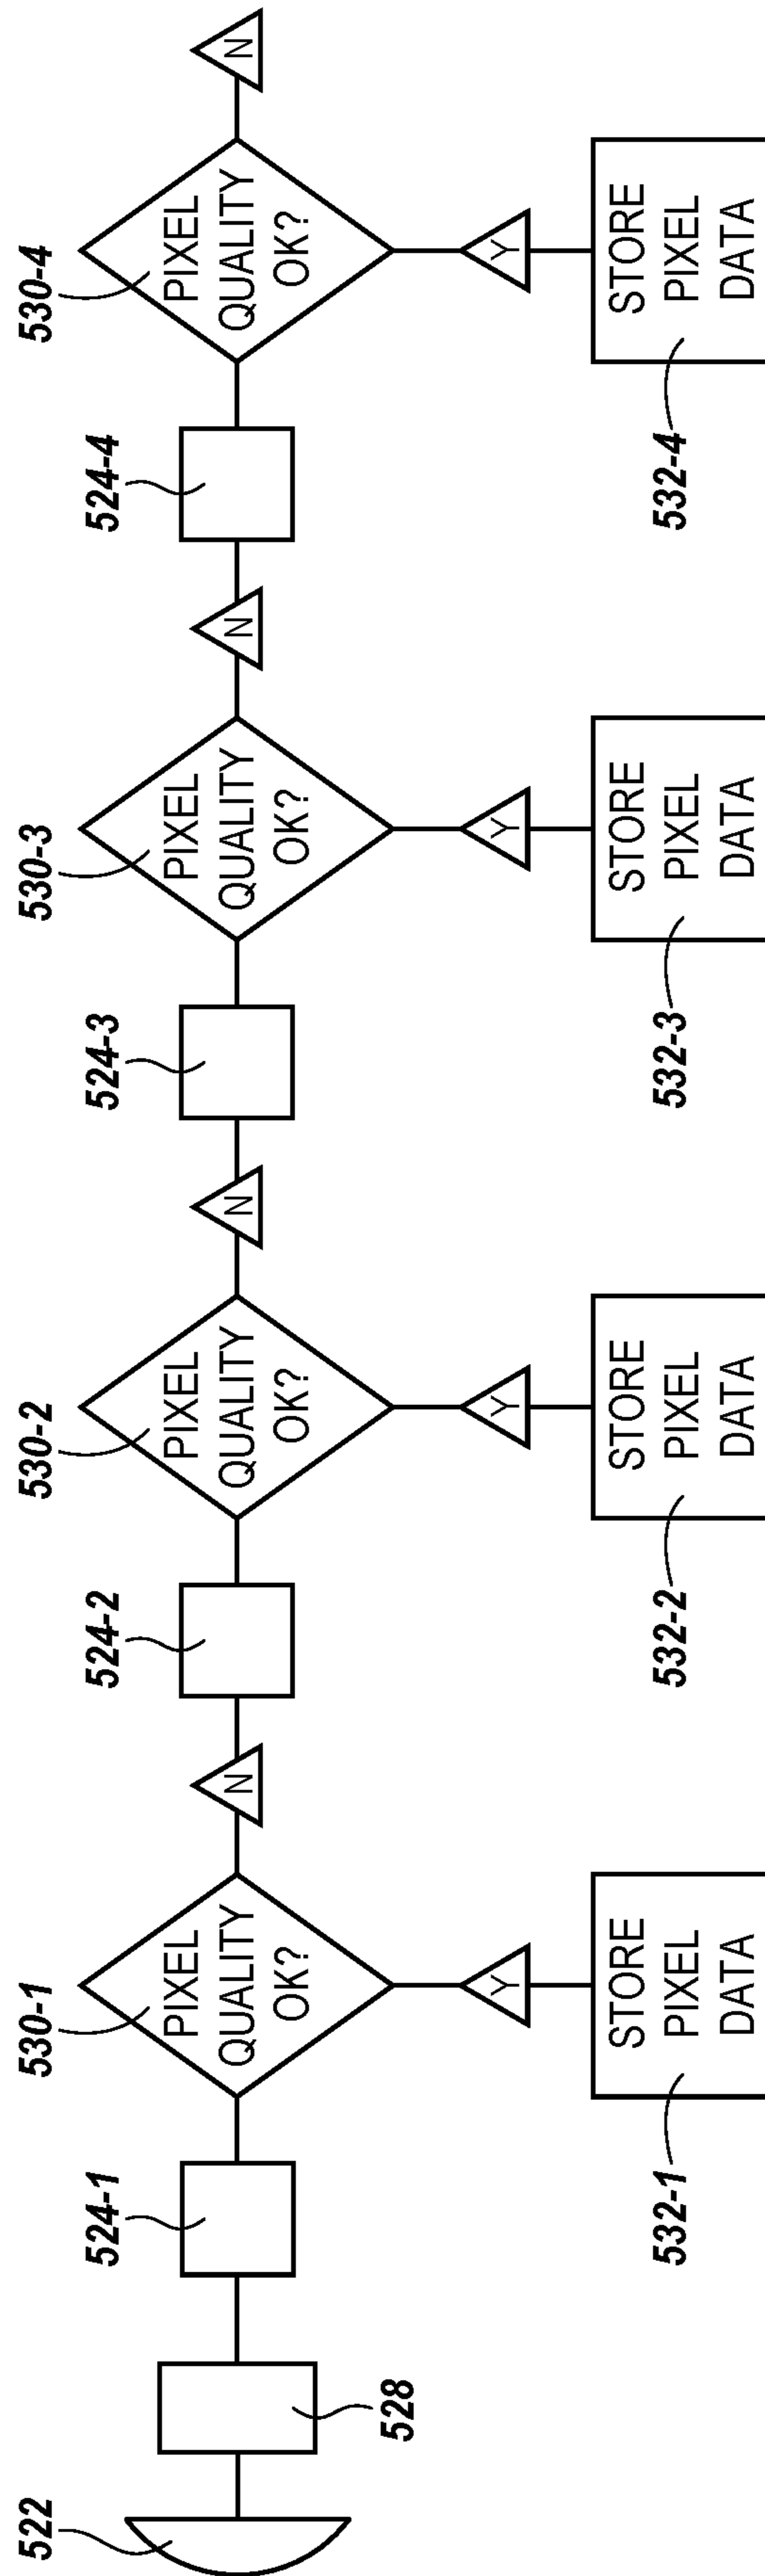 522
528
524-1
530-1
PIXEL
QUALITY
OK?
N
Y
532-1
STORE
PIXEL
DATA
524-2
530-2
PIXEL
QUALITY
OK?
N
Y
532-2
STORE
PIXEL
DATA
524-3
530-3
PIXEL
QUALITY
OK?
N
Y
532-3
STORE
PIXEL
DATA
524-4
530-4
PIXEL
QUALITY
OK?
N
Y
532-4
STORE
PIXEL
DATA